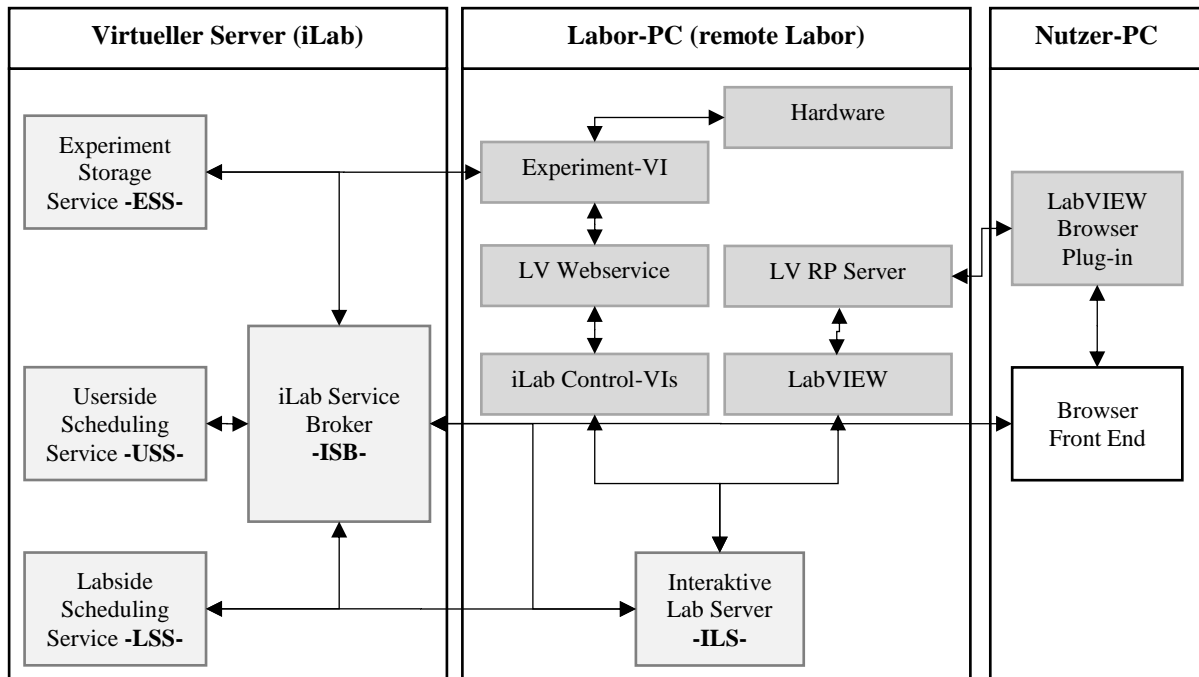 Virtueller Server (iLab)
Experiment
Storage
Service -ESS-
Userside
Scheduling
Service -USS-
iLab Service
Broker
-ISB-
Labside
Scheduling
Service -LSS-
Labor-PC (remote Labor)
Hardware
Experiment-VI
LV Webservice
LV RP Server
iLab Control-VIs
LabVIEW
Interaktive
Lab Server
-ILS-
Nutzer-PC
LabVIEW
Browser
Plug-in
Browser
Front End